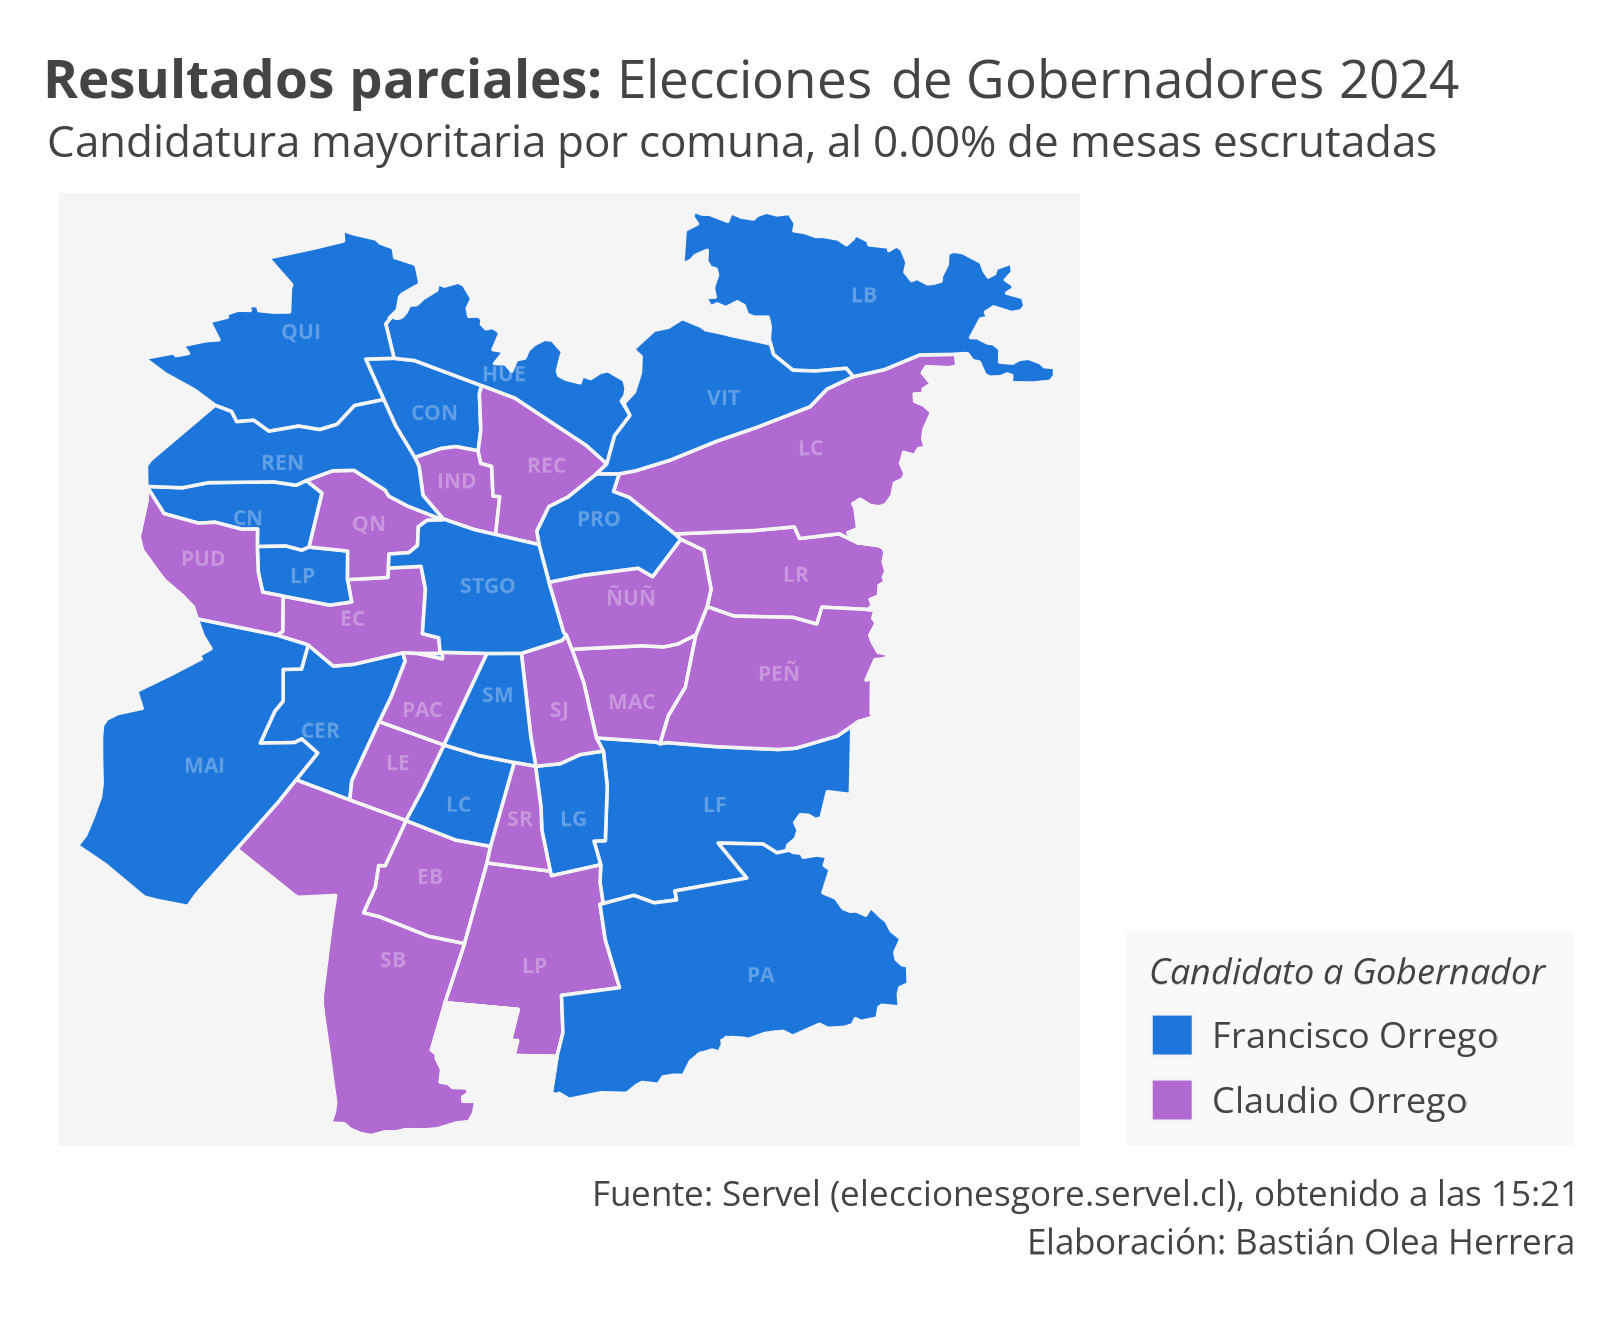 Resultados parciales: Elecciones de Gobernadores 2024
Candidatura mayoritaria por comuna, al 0.00% de mesas escrutadas
LB
QUI
HUE
VIT
CON
LC
REN
REC
IND
CN
QN
PRO
PUD
LP
STGO
LR
ÑUÑ
EC
PEÑ
SM
MAC
PAC
SJ
CER
MAI
LE
LC
LF
SR
LG
EB
SB
LP
PA
Candidato a Gobernador
Francisco Orrego
Claudio Orrego
Fuente: Servel (eleccionesgore.servel.cl), obtenido a las 15:21
Elaboración: Bastián Olea Herrera